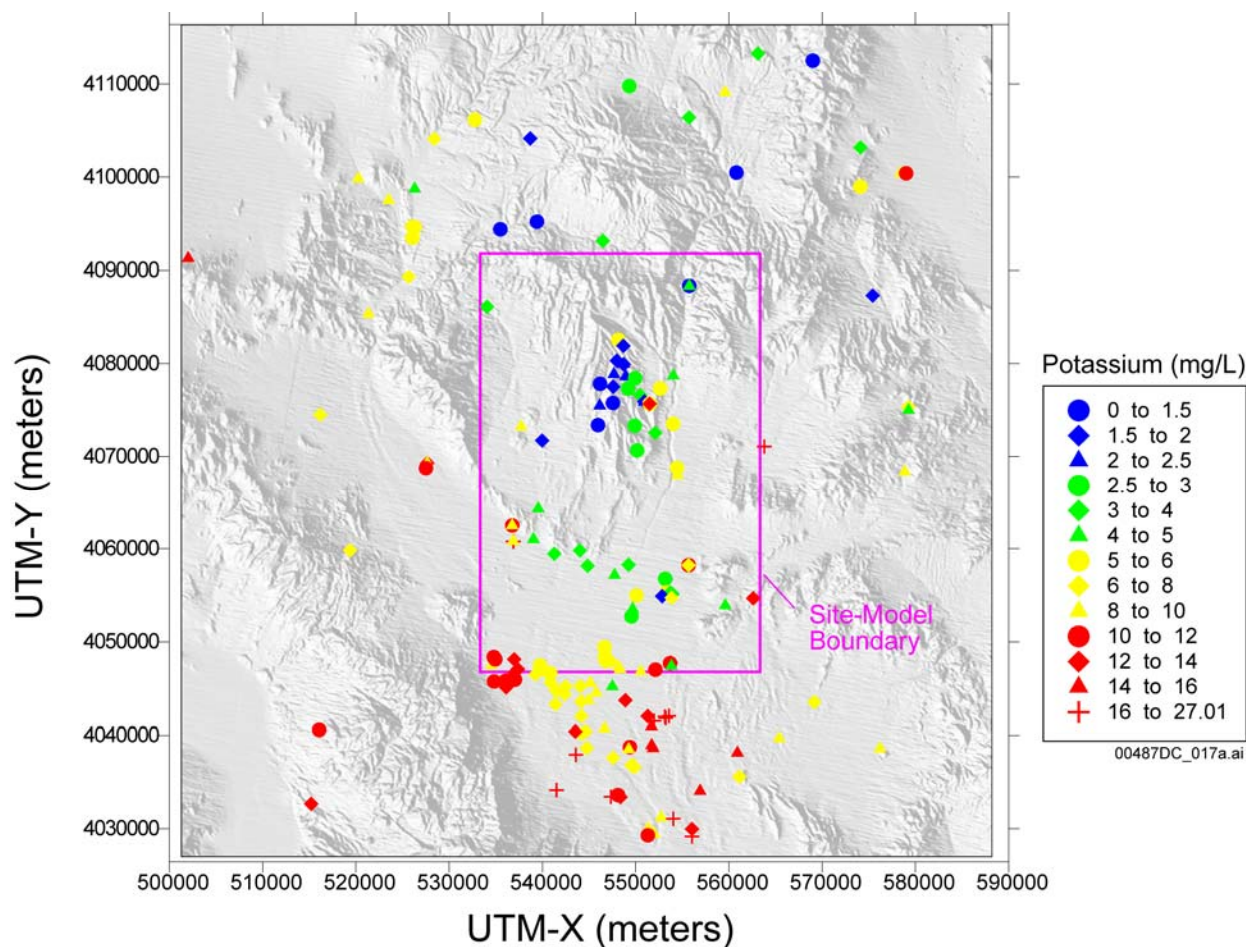 4110000
4100000
4090000
4080000
4070000
4060000
4050000
4040000
4030000
UTM-Y (meters)
500000 510000 520000 530000 540000 550000 560000 570000 580000 590000
UTM-X (meters)
Site-Model
Boundary
Potassium (mg/L)
0 to 1.5
1.5 to 2
2 to 2.5
2.5 to 3
3 to 4
4 to 5
5 to 6
6 to 8
8 to 10
10 to 12
12 to 14
14 to 16
16 to 27.01
00487DC_017a.ai